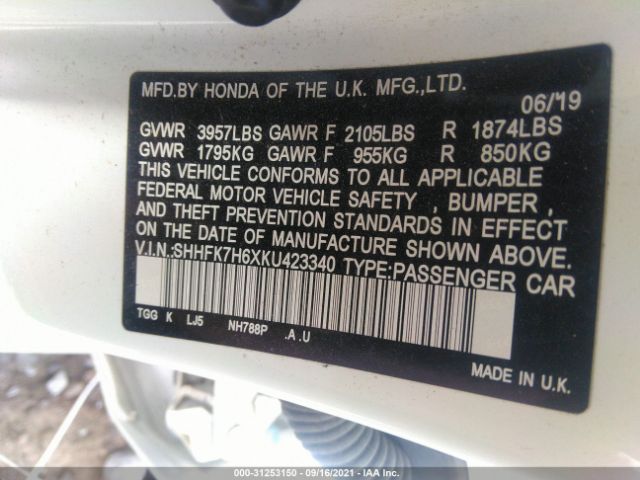 MFD.BY HONDA OF THE U.K. MFG.,LTD.
06/'19
GVWR 3957LBS GAWR F 2105LBS R 1874LBS
GVWR 1795KG GAWR F 955KG R 850KG
THIS VEHICLE CONFORMS TO ALL APPLICABLE
FEDERAL MOTOR VEHICLE SAFETY , BUMPER ,
AND THEFT PREVENTION STANDARDS IN EFFECT
ON THE DATE OF MANUFACTURE SHOWN ABOVE.
V.I.N.:SHHFK7H6XKU423340 TYPE:PASSENGER CAR
TGG K LJ5 NH788P .A .U
MADE IN U.K.
000-31253150 - 09/16/2021 - IAA Inc.